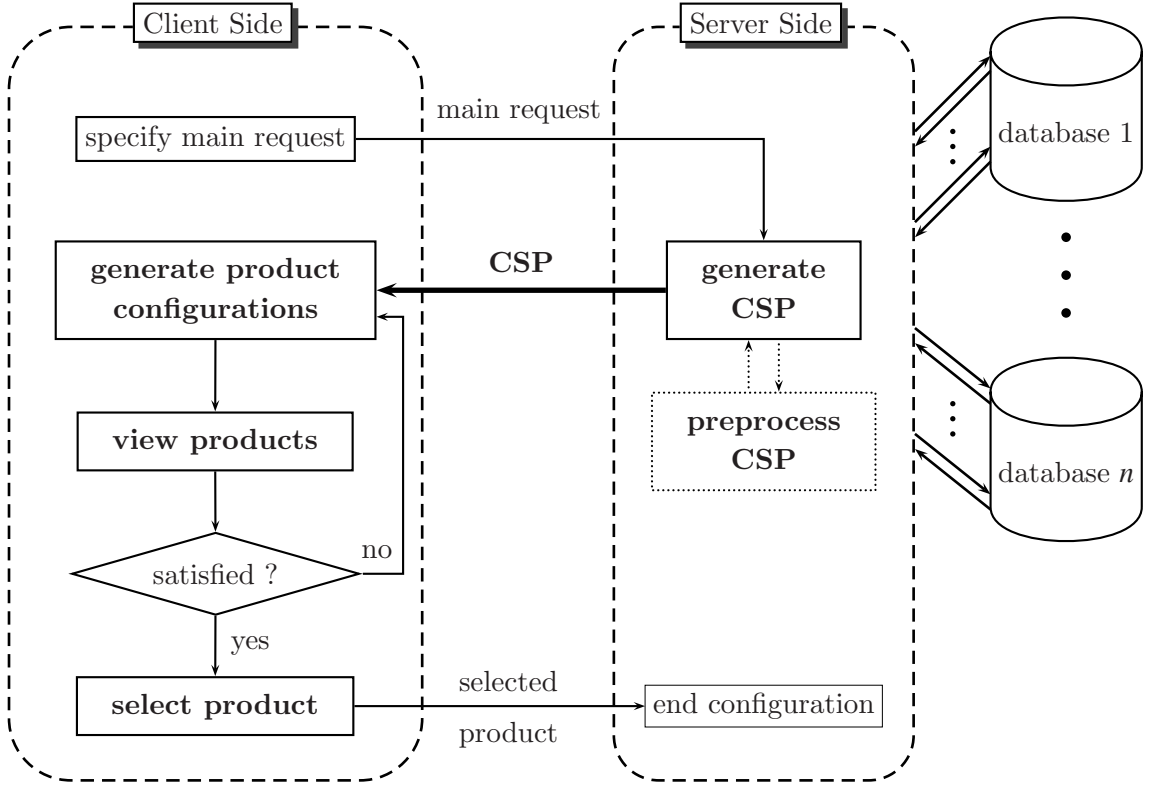 Client Side
Server Side
main request
specify main request
database 1
generate product
configurations
CSP
generate
CSP
view products
preprocess
CSP
database n
no
satisfied ?
yes
select product
selected
product
end configuration